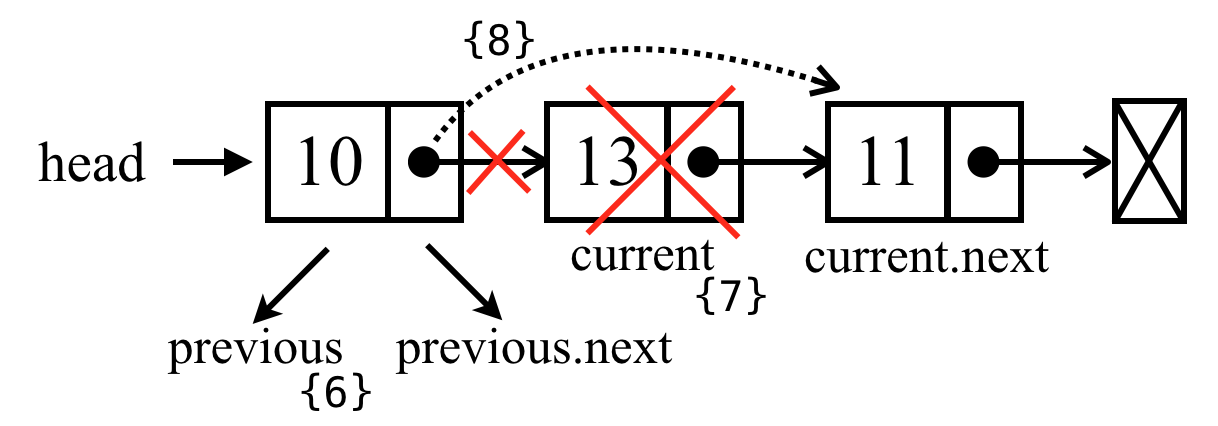 {8}
head 10 13 11
current current.next
{7}
previous previous.next
{6}